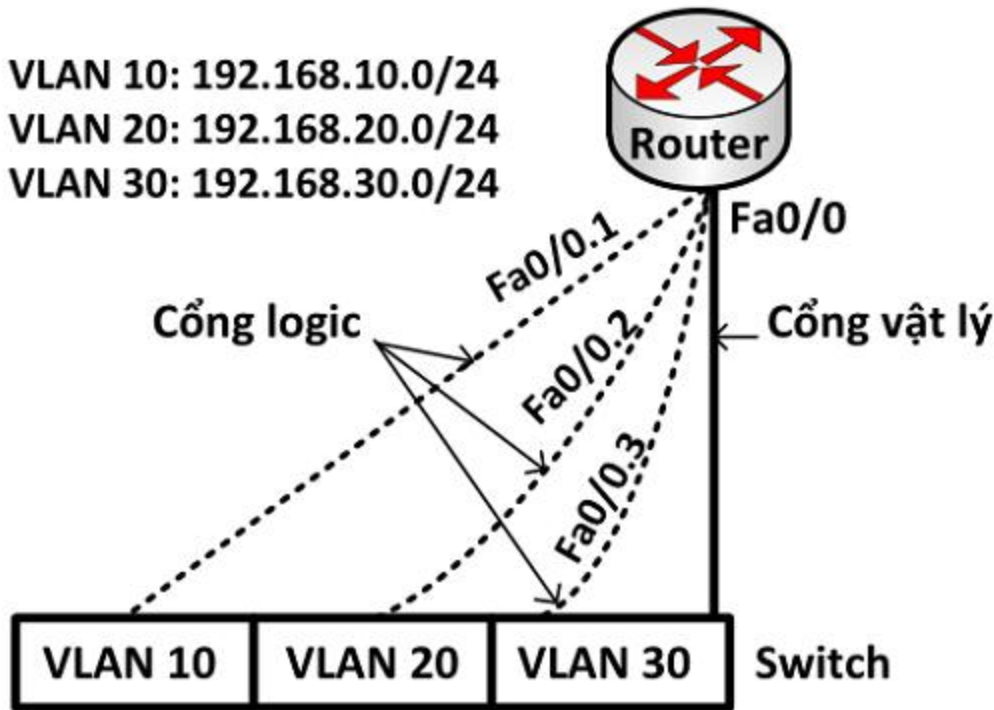 VLAN 10: 192.168.10.0/24
VLAN 20: 192.168.20.0/24
VLAN 30: 192.168.30.0/24
Router
Fa0/0
Fa0/0.1
Cổng logic
Fa0/0.2
Cổng vật lý
Fa0/0.3
VLAN 10
VLAN 20
VLAN 30
Switch